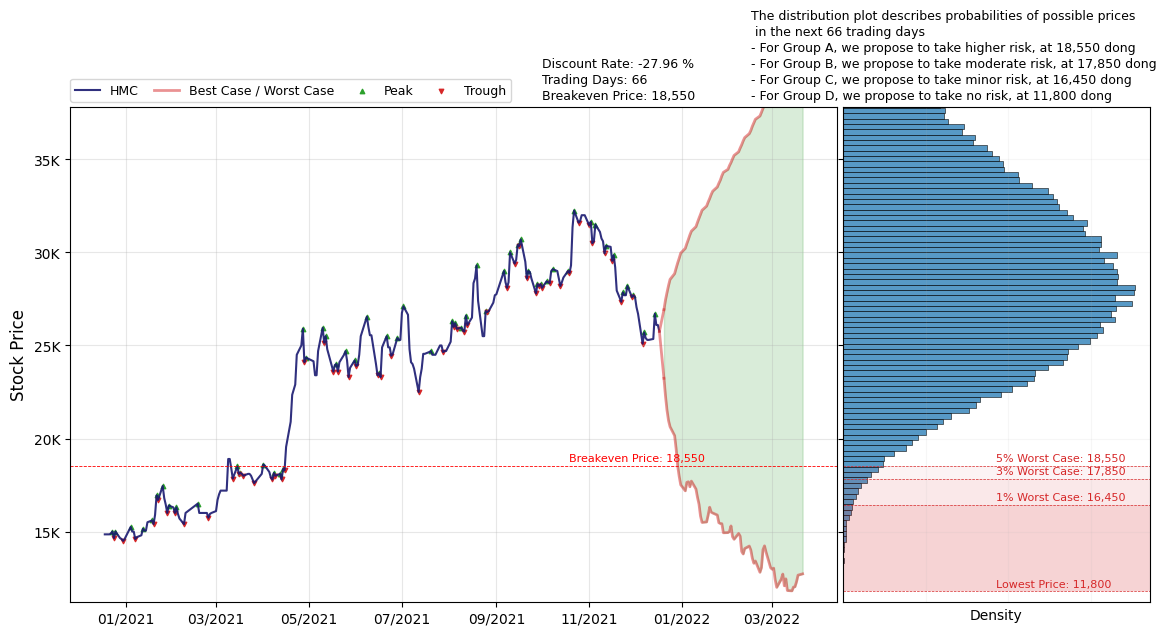 The distribution plot describes probabilities of possible prices
in the next 66 trading days
- For Group A, we propose to take higher risk, at 18,550 dong
- For Group B, we propose to take moderate risk, at 17,850 dong
- For Group C, we propose to take minor risk, at 16,450 dong
- For Group D, we propose to take no risk, at 11,800 dong
Discount Rate: -27.96 %
Trading Days: 66
Breakeven Price: 18,550
HMC Best Case / Worst Case Peak Trough
Stock Price
35K
30K
25K
20K
15K
Breakeven Price: 18,550
5% Worst Case: 18,550
3% Worst Case: 17,850
1% Worst Case: 16,450
Lowest Price: 11,800
01/2021 03/2021 05/2021 07/2021 09/2021 11/2021 01/2022 03/2022
Density